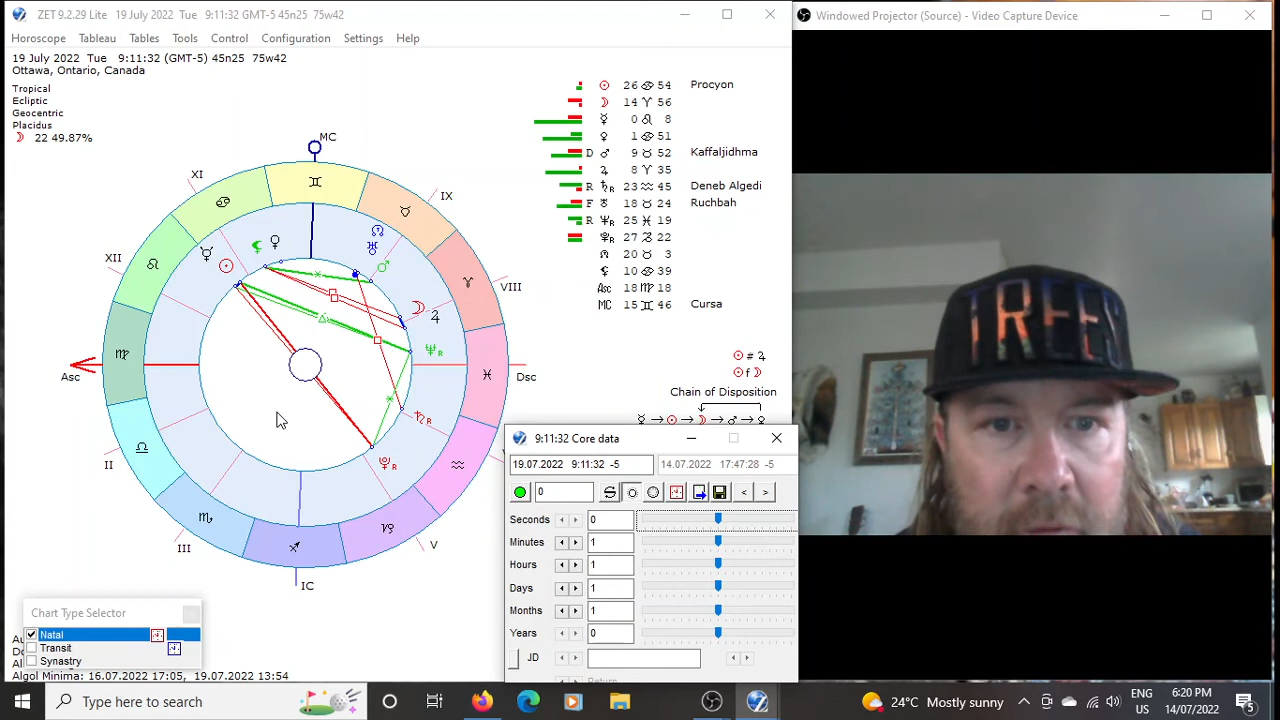 ZET 9.2.29 Lite 19 July 2022 Tue 9:11:32 GMT-5 45n25 75w42
Windowed Projector (Source) - Video Capture Device
Horoscope Tableau Tables Tools Control Configuration Settings Help
19 July 2022 Tue 9:11:32 (GMT-5) 45n25 75w42
Ottawa, Ontario, Canada
Tropical
Ecliptic
Geocentric
Placidus
☽ 22 49.87%
☉ 26 ♋ 54 Procyon
☽ 14 ♈ 56
☿ 0 ♌ 8
♀ 1 ♋ 51
D ♂ 9 ♉ 52 Kaffaljidhma
♃ 8 ♈ 35
R ♄R 23 ♒ 45 Deneb Algedi
F ♅ 18 ♉ 24 Ruchbah
R ♆R 25 ♓ 19
♇R 27 ♑ 22
☊ 20 ♉ 3
⚸ 10 ♋ 39
Asc 18 ♍ 18
MC 15 ♊ 46 Cursa
MC
XI
IX
XII
VIII
Asc
Dsc
II
III
V
IC
☉ # ♃
☉ f ☽
Chain of Disposition
☿ → ☉ → ☽ → ♂ → ♀
9:11:32 Core data
19.07.2022 9:11:32 -5 14.07.2022 17:47:28 -5
0
< >
Seconds 0
Minutes 1
Hours 1
Days 1
Months 1
Years 0
JD
Return
Chart Type Selector
Natal
Transit
Synastry
Au
Do
Al
Algol Minima: 16.07.2022 17:05, 19.07.2022 13:54
TREES
Type here to search
24°C Mostly sunny
ENG
US
6:20 PM
14/07/2022
5